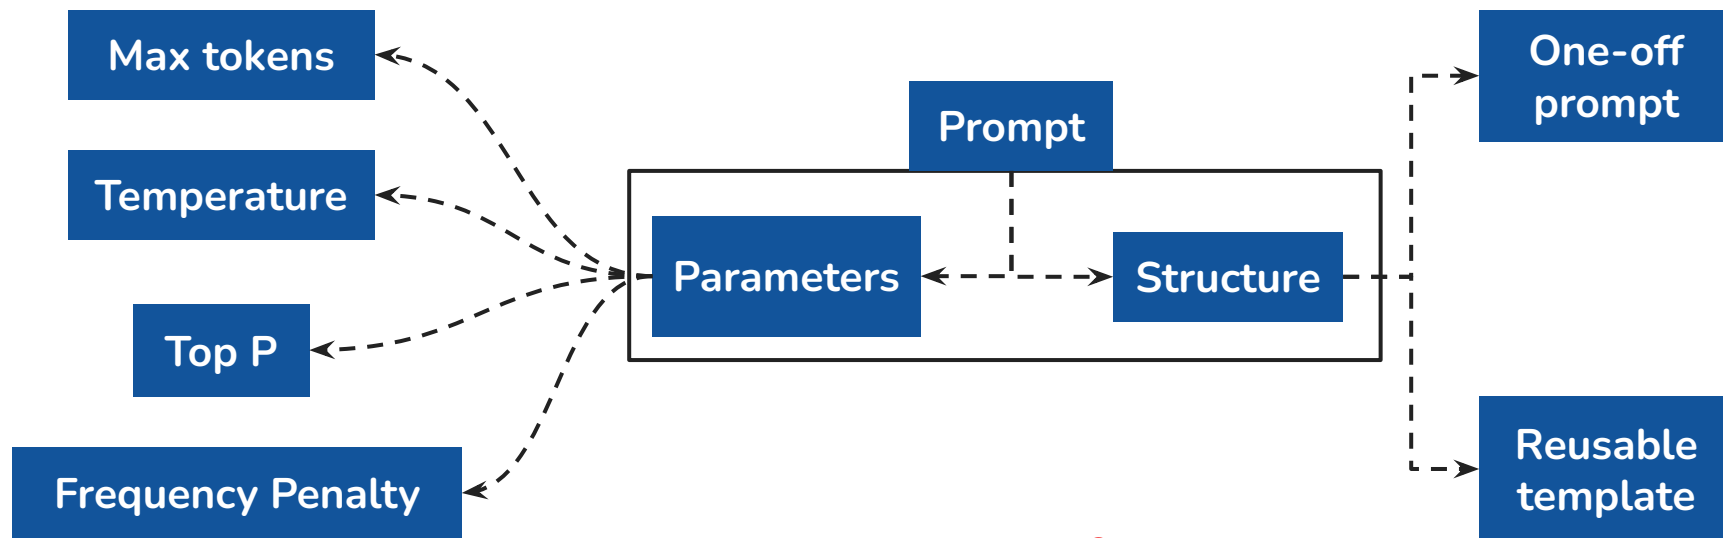 Max tokens
Temperature
Top P
Frequency Penalty
Prompt
Parameters
Structure
One-off
prompt
Reusable
template